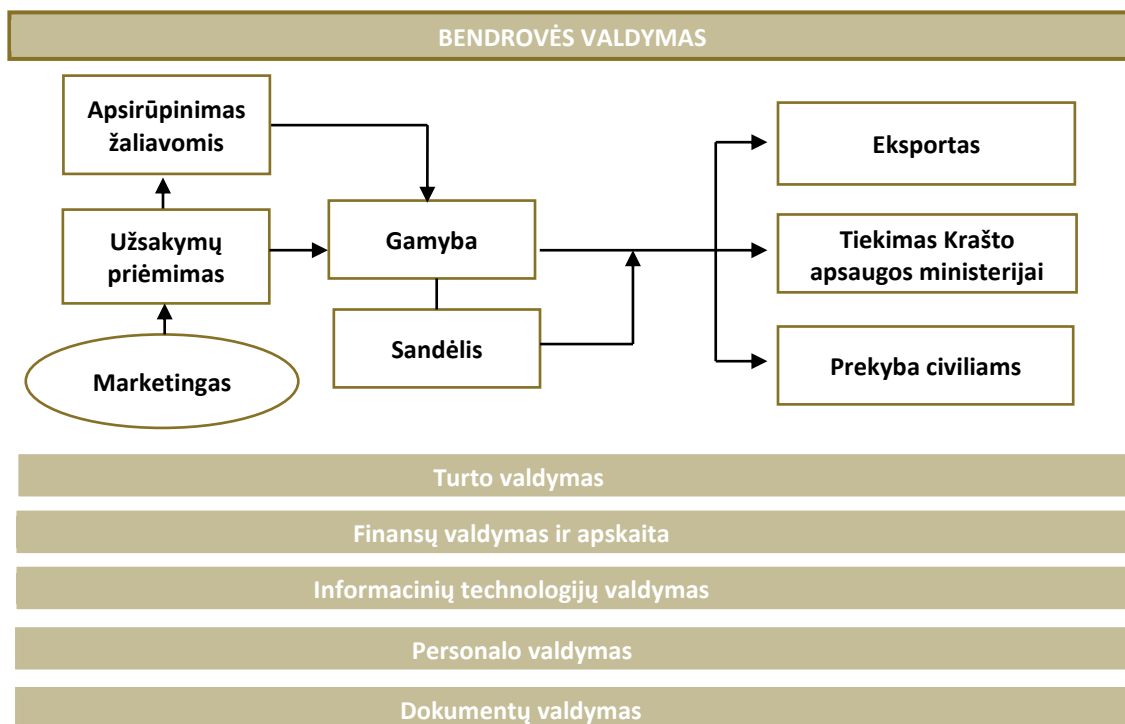 BENDROVĖS VALDYMAS
Apsirūpinimas
žaliavomis
Eksportas
Užsakymų
priėmimas
Gamyba
Tiekimas Krašto
apsaugos ministerijai
Sandėlis
Prekyba civiliams
Marketingas
Turto valdymas
Finansų valdymas ir apskaita
Informacinių technologijų valdymas
Personalo valdymas
Dokumentų valdymas